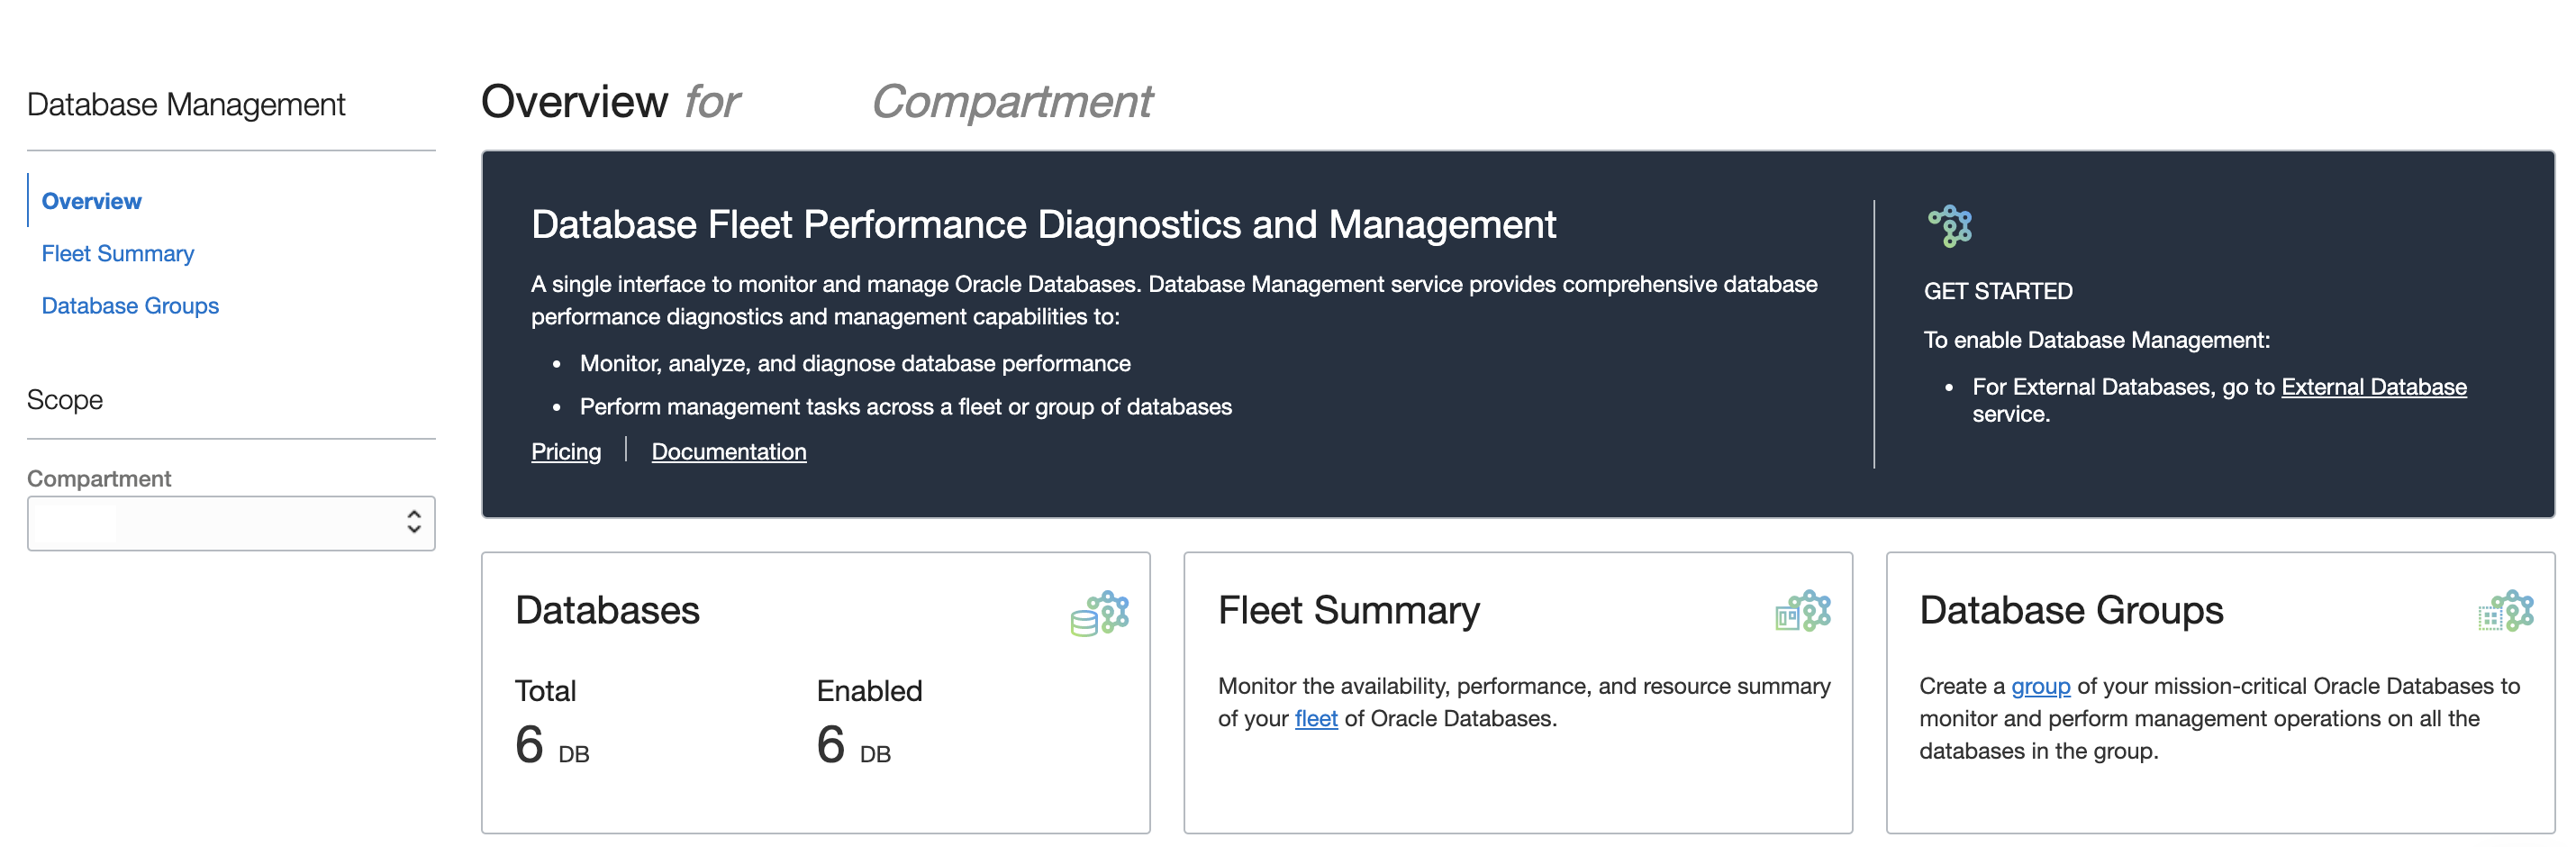 Database Management
Overview
Fleet Summary
Database Groups
Scope
Compartment
Overview for Compartment
Database Fleet Performance Diagnostics and Management
A single interface to monitor and manage Oracle Databases. Database Management service provides comprehensive database
performance diagnostics and management capabilities to:
• Monitor, analyze, and diagnose database performance
• Perform management tasks across a fleet or group of databases
Pricing | Documentation
GET STARTED
To enable Database Management:
• For External Databases, go to External Database
service.
Databases
Total Enabled
6 DB 6 DB
Fleet Summary
Monitor the availability, performance, and resource summary
of your fleet of Oracle Databases.
Database Groups
Create a group of your mission-critical Oracle Databases to
monitor and perform management operations on all the
databases in the group.